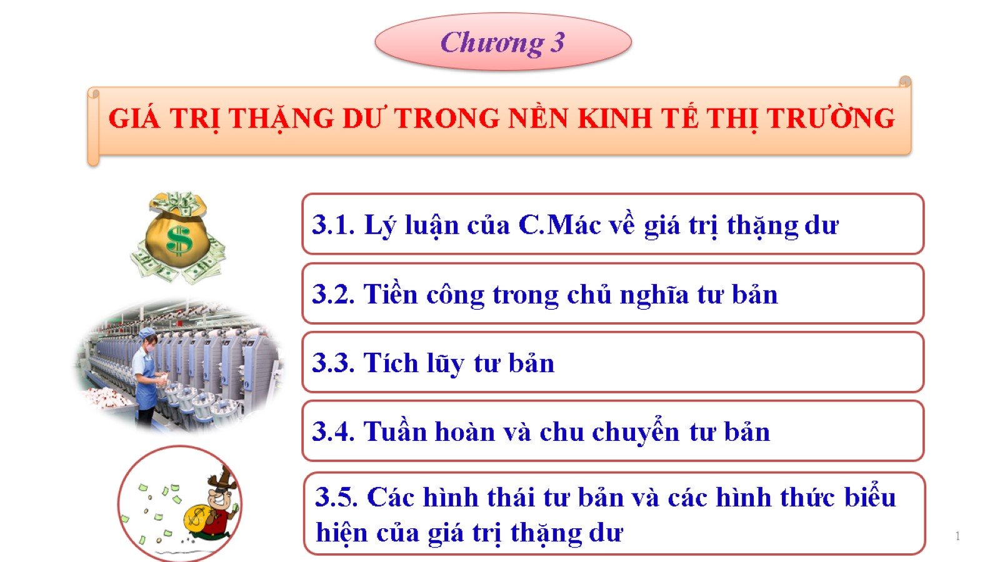 Chương 3
GIÁ TRỊ THẶNG DƯ TRONG NỀN KINH TẾ THỊ TRƯỜNG
3.1. Lý luận của C.Mác về giá trị thặng dư
3.2. Tiền công trong chủ nghĩa tư bản
3.3. Tích lũy tư bản
3.4. Tuần hoàn và chu chuyển tư bản
3.5. Các hình thái tư bản và các hình thức biểu
hiện của giá trị thặng dư
1